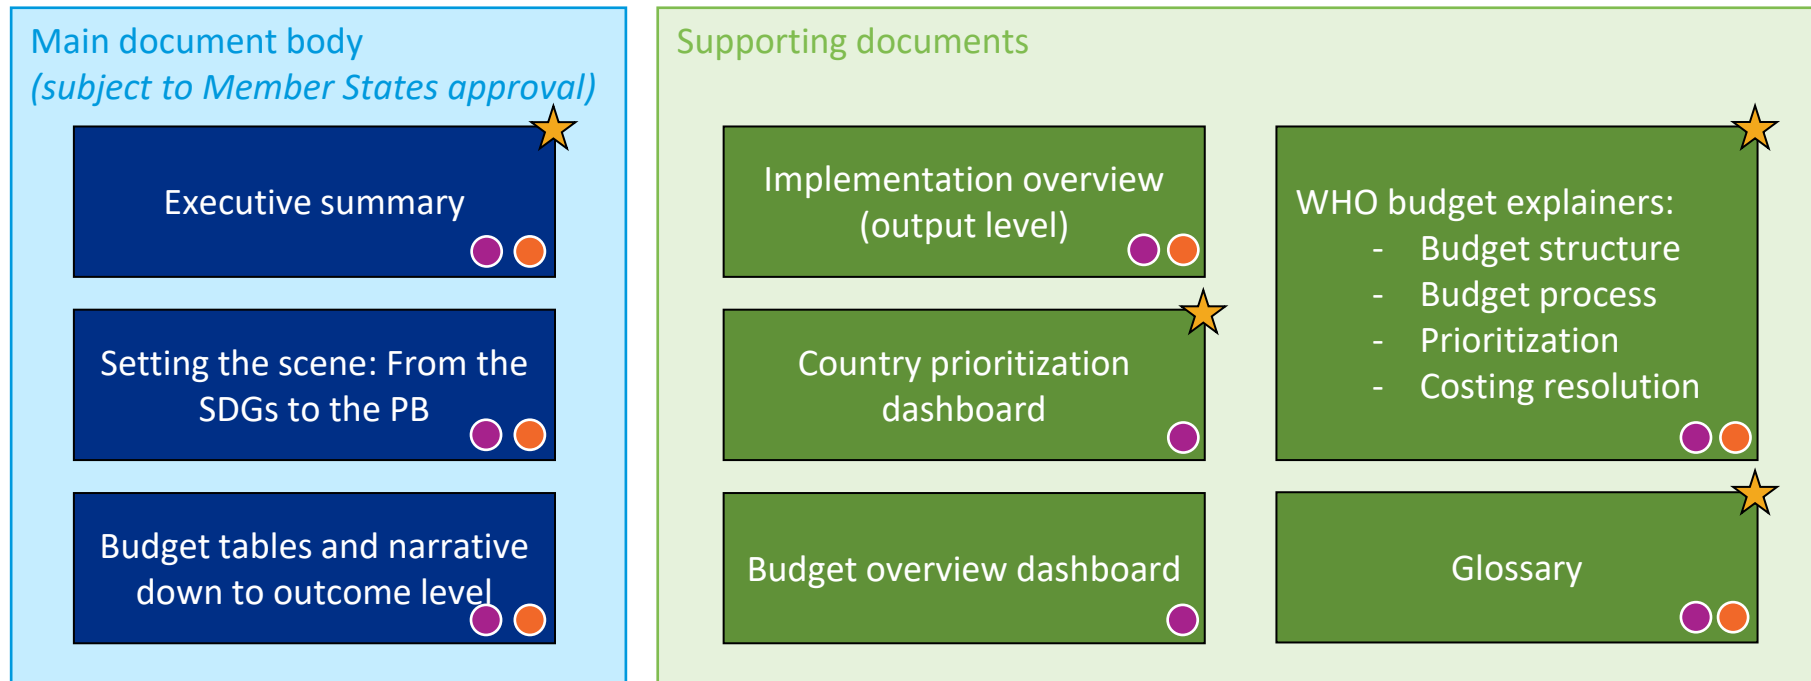 Main document body
(subject to Member States approval)
Executive summary
Setting the scene: From the
SDGs to the PB
Budget tables and narrative
down to outcome level
Supporting documents
Implementation overview
(output level)
Country prioritization
dashboard
Budget overview dashboard
WHO budget explainers:
- Budget structure
- Budget process
- Prioritization
- Costing resolution
Glossary